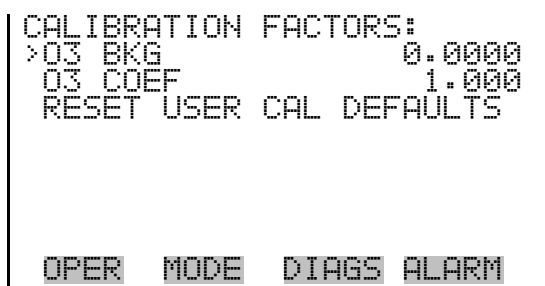 CALIBRATION FACTORS:
>O3 BKG 0.0000
O3 COEF 1.000
RESET USER CAL DEFAULTS
OPER MODE DIAGS ALARM